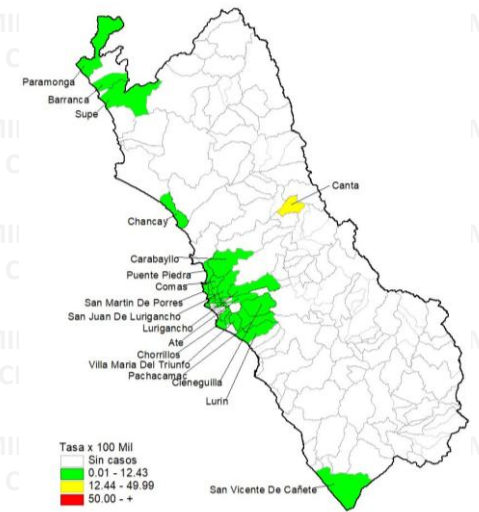 Paramonga
Barranca
Supe
Canta
Chancay
Carabayllo
Puente Piedra
Comas
San Martin De Porres
San Juan De Lurigancho
Lurigancho
Ate
Chorrillos
Villa Maria Del Triunfo
Pachacamac
Cieneguilla
Lurin
Tasa x 100 Mil
Sin casos
0.01 - 12.43
12.44 - 49.99
50.00 - +
San Vicente De Cañete